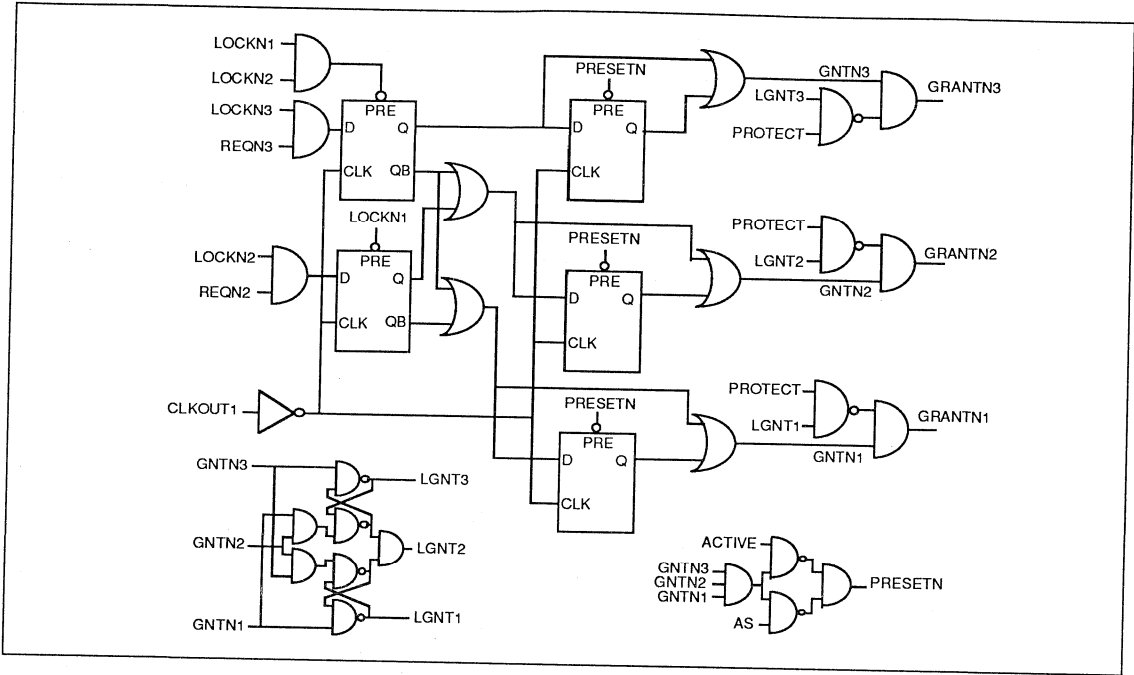 LOCKN1
LOCKN2
LOCKN3
REQN3
PRE
D
Q
CLK
QB
LOCKN1
LOCKN2
REQN2
PRE
D
Q
CLK
QB
CLKOUT1
PRESETN
PRE
D
Q
CLK
PRESETN
PRE
D
Q
CLK
PRESETN
PRE
D
Q
CLK
GNTN3
LGNT3
PROTECT
GRANTN3
PROTECT
LGNT2
GNTN2
GRANTN2
PROTECT
LGNT1
GNTN1
GRANTN1
GNTN3
LGNT3
GNTN2
LGNT2
GNTN1
LGNT1
ACTIVE
GNTN3
GNTN2
GNTN1
AS
PRESETN